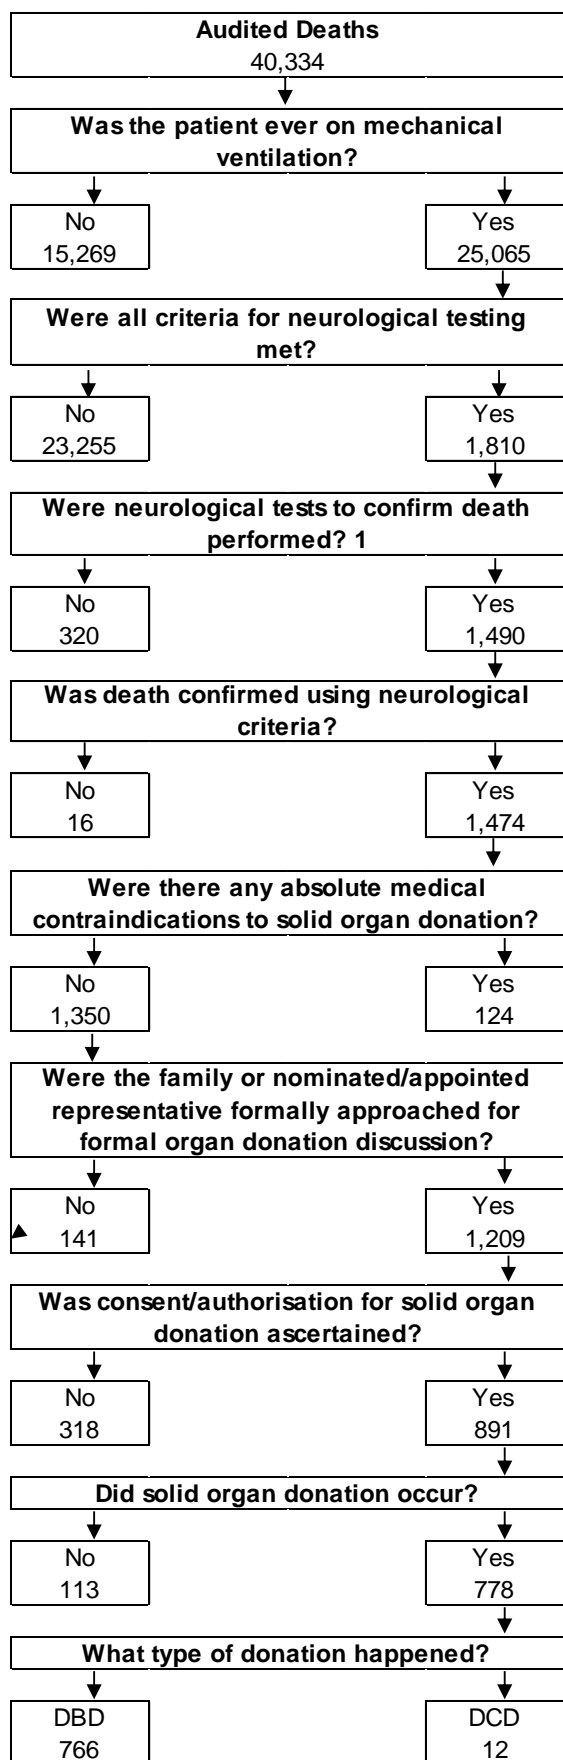 Audited Deaths
40,334
Was the patient ever on mechanical
ventilation?
No
15,269
Yes
25,065
Were all criteria for neurological testing
met?
No
23,255
Yes
1,810
Were neurological tests to confirm death
performed? 1
No
320
Yes
1,490
Was death confirmed using neurological
criteria?
No
16
Yes
1,474
Were there any absolute medical
contraindications to solid organ donation?
No
1,350
Yes
124
Were the family or nominated/appointed
representative formally approached for
formal organ donation discussion?
No
141
Yes
1,209
Was consent/authorisation for solid organ
donation ascertained?
No
318
Yes
891
Did solid organ donation occur?
No
113
Yes
778
What type of donation happened?
DBD
766
DCD
12